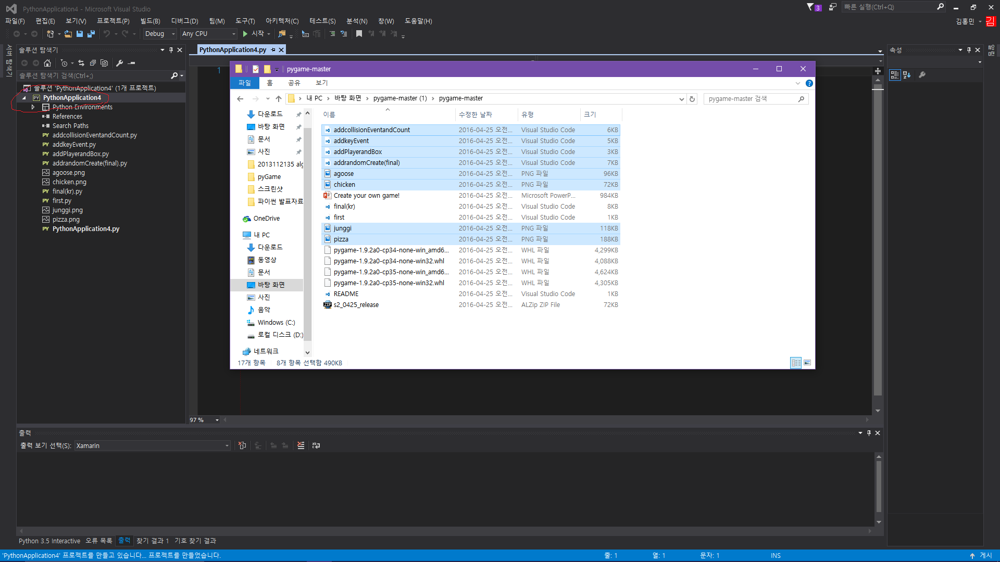 PythonApplication4 - Microsoft Visual Studio
3
빠른 실행(Ctrl+Q)
파일(F) 편집(E) 보기(V) 프로젝트(P) 빌드(B) 디버그(D) 팀(M) 도구(T) 아키텍처(C) 테스트(S) 분석(N) 창(W) 도움말(H)
김홍민 김
Debug Any CPU 시작
서버 탐색기
솔루션 탐색기
솔루션 탐색기 검색(Ctrl+;)
솔루션 'PythonApplication4' (1개 프로젝트)
PythonApplication4
Python Environments
References
Search Paths
PY addcollisionEventandCount.py
PY addkeyEvent.py
PY addPlayerandBox.py
PY addrandomCreate(final).py
agoose.png
chicken.png
PY final(kr).py
PY first.py
junggi.png
pizza.png
PY PythonApplication4.py
PythonApplication4.py
1
pygame-master
파일 홈 공유 보기
내 PC 바탕 화면 pygame-master (1) pygame-master
pygame-master 검색
다운로드
바탕 화면
문서
사진
2013112135 alg
pyGame
스크린샷
파이썬 발표자료
OneDrive
내 PC
다운로드
동영상
문서
바탕 화면
사진
음악
Windows (C:)
로컬 디스크 (D:)
네트워크
이름 수정한 날짜 유형 크기
addcollisionEventandCount 2016-04-25 오전... Visual Studio Code 6KB
addkeyEvent 2016-04-25 오전... Visual Studio Code 5KB
addPlayerandBox 2016-04-25 오전... Visual Studio Code 3KB
addrandomCreate(final) 2016-04-25 오전... Visual Studio Code 7KB
agoose 2016-04-25 오전... PNG 파일 96KB
chicken 2016-04-25 오전... PNG 파일 72KB
Create your own game! 2016-04-25 오전... Microsoft PowerP... 984KB
final(kr) 2016-04-25 오전... Visual Studio Code 8KB
first 2016-04-25 오전... Visual Studio Code 1KB
junggi 2016-04-25 오전... PNG 파일 118KB
pizza 2016-04-25 오전... PNG 파일 188KB
pygame-1.9.2a0-cp34-none-win_amd6... 2016-04-25 오전... WHL 파일 4,299KB
pygame-1.9.2a0-cp34-none-win32.whl 2016-04-25 오전... WHL 파일 4,088KB
pygame-1.9.2a0-cp35-none-win_amd6... 2016-04-25 오전... WHL 파일 4,624KB
pygame-1.9.2a0-cp35-none-win32.whl 2016-04-25 오전... WHL 파일 4,305KB
README 2016-04-25 오전... Visual Studio Code 1KB
s2_0425_release 2016-04-25 오전... ALZip ZIP File 72KB
17개 항목 8개 항목 선택함 490KB
속성
알림
97 %
출력
출력 보기 선택(S): Xamarin
Python 3.5 Interactive 오류 목록 출력 찾기 결과 1 기호 찾기 결과
'PythonApplication4' 프로젝트를 만들고 있습니다... 프로젝트를 만들었습니다.
줄: 1 열: 1 문자: 1 INS 게시